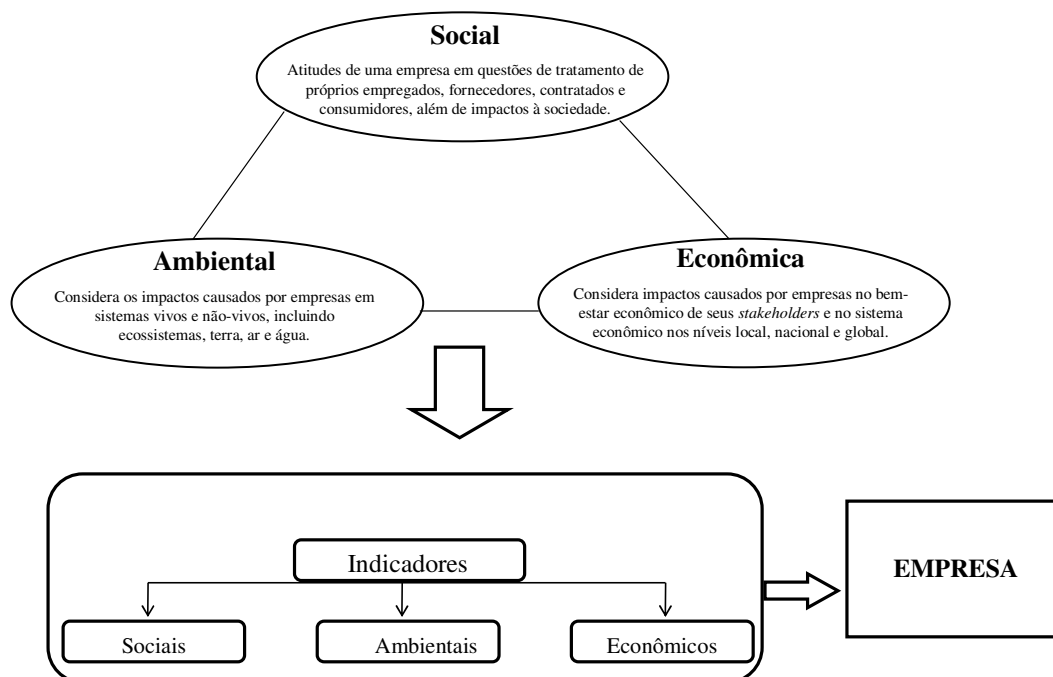 Social
Atitudes de uma empresa em questões de tratamento de
próprios empregados, fornecedores, contratados e
consumidores, além de impactos à sociedade.
Ambiental
Considera os impactos causados por empresas em
sistemas vivos e não-vivos, incluindo
ecossistemas, terra, ar e água.
Econômica
Considera impactos causados por empresas no bem-
estar econômico de seus stakeholders e no sistema
econômico nos níveis local, nacional e global.
Indicadores
Sociais
Ambientais
Econômicos
EMPRESA